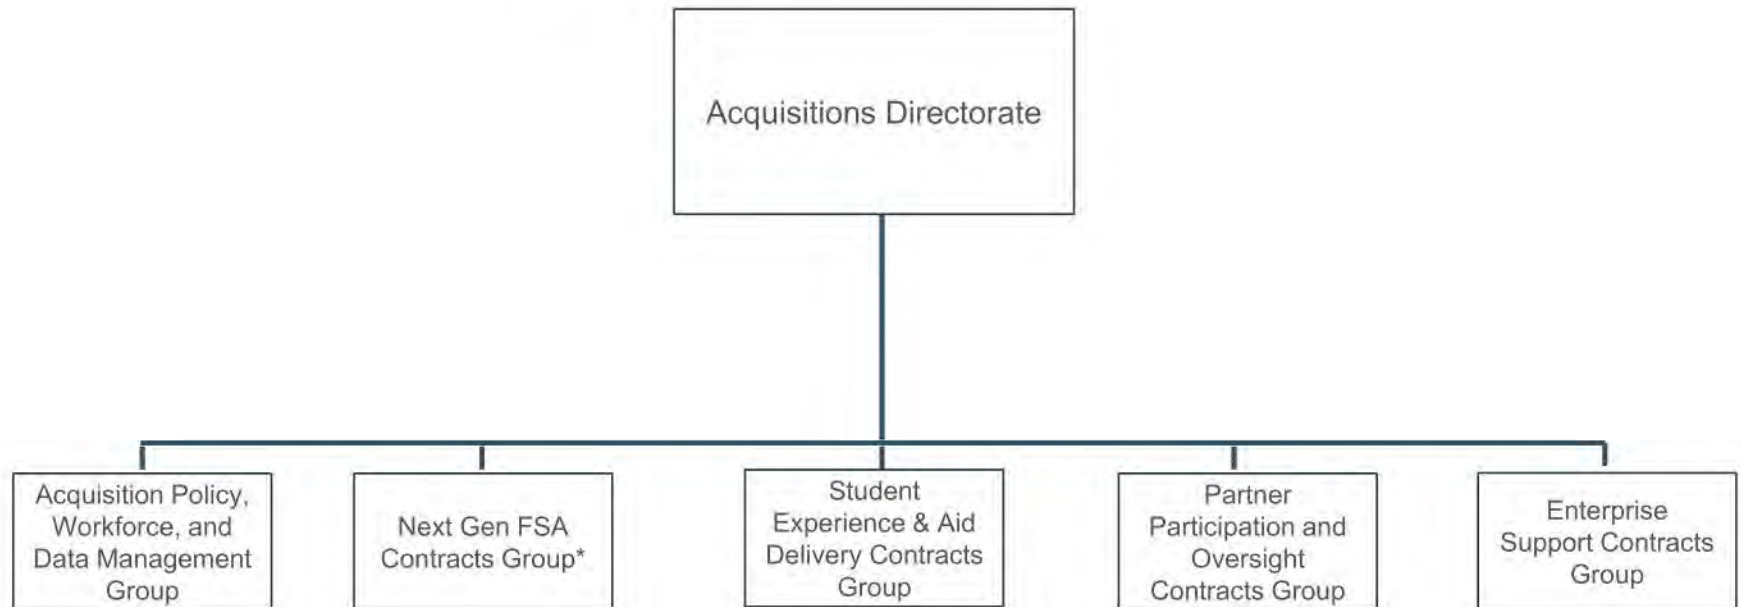 Acquisitions Directorate
Acquisition Policy,
Workforce, and
Data Management
Group
Next Gen FSA
Contracts Group*
Student
Experience & Aid
Delivery Contracts
Group
Partner
Participation and
Oversight
Contracts Group
Enterprise
Support Contracts
Group